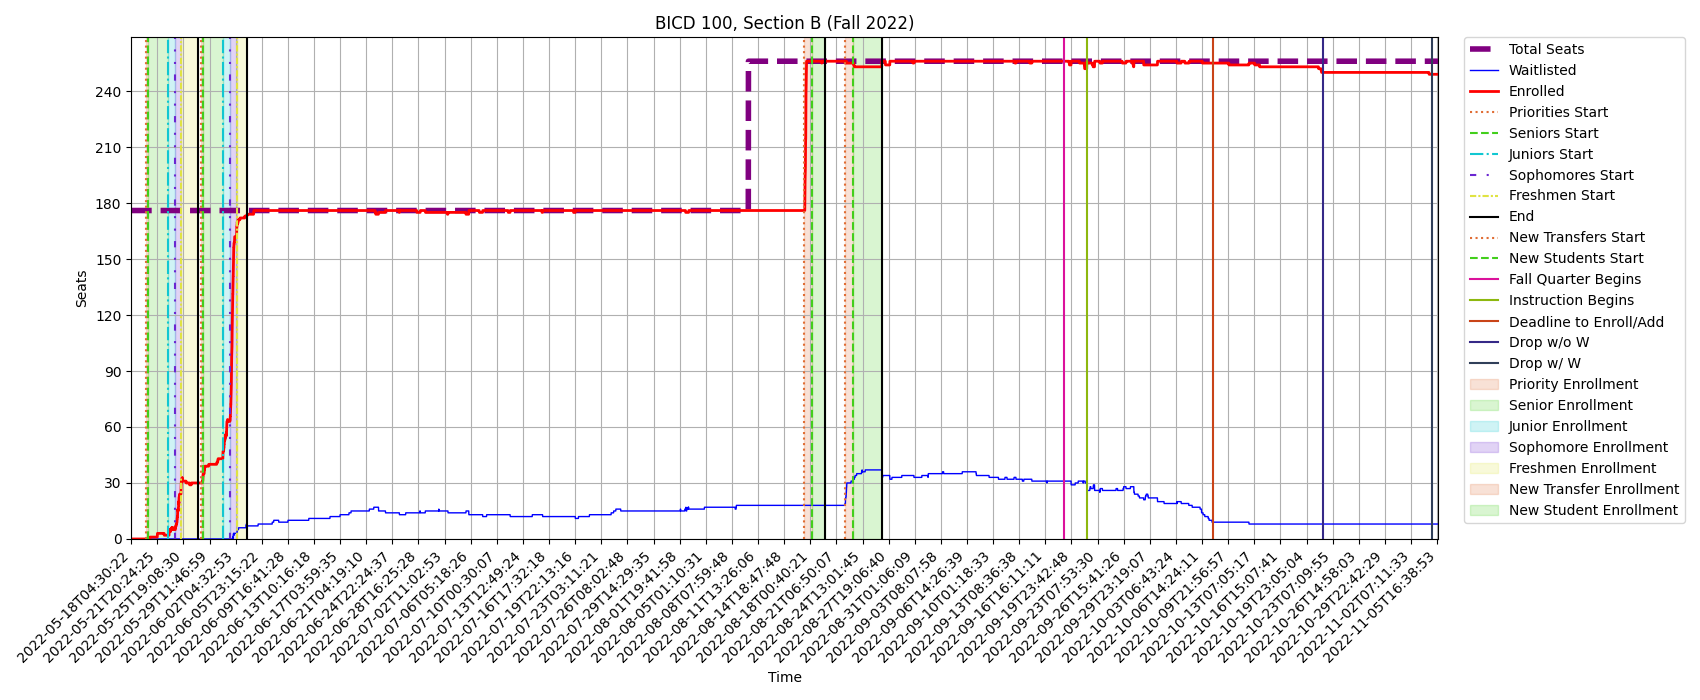 BICD 100, Section B (Fall 2022)
Seats
240
210
180
150
120
90
60
30
0
2022-05-18T04:30:22
2022-05-21T20:24:25
2022-05-25T19:08:30
2022-05-29T11:46:59
2022-06-02T04:32:53
2022-06-05T23:15:22
2022-06-09T16:41:28
2022-06-13T10:16:18
2022-06-17T03:59:35
2022-06-21T04:19:10
2022-06-24T22:24:37
2022-06-28T16:25:28
2022-07-02T11:02:53
2022-07-06T05:18:26
2022-07-10T00:30:07
2022-07-13T12:49:24
2022-07-16T17:32:18
2022-07-19T22:13:16
2022-07-23T03:11:21
2022-07-26T08:02:48
2022-07-29T14:29:35
2022-08-01T19:41:58
2022-08-05T01:10:31
2022-08-08T07:59:48
2022-08-11T13:26:06
2022-08-14T18:47:48
2022-08-18T00:40:21
2022-08-21T06:50:07
2022-08-24T13:01:45
2022-08-27T19:06:40
2022-08-31T01:06:09
2022-09-03T08:07:58
2022-09-06T14:26:39
2022-09-10T01:18:33
2022-09-13T08:36:38
2022-09-16T16:11:11
2022-09-19T23:42:48
2022-09-23T07:53:30
2022-09-26T15:41:26
2022-09-29T23:19:07
2022-10-03T06:43:24
2022-10-06T14:24:11
2022-10-09T21:56:57
2022-10-13T07:05:17
2022-10-16T15:07:41
2022-10-19T23:05:04
2022-10-23T07:09:55
2022-10-26T14:58:03
2022-10-29T22:42:29
2022-11-02T07:11:33
2022-11-05T16:38:53
Time
Total Seats
Waitlisted
Enrolled
Priorities Start
Seniors Start
Juniors Start
Sophomores Start
Freshmen Start
End
New Transfers Start
New Students Start
Fall Quarter Begins
Instruction Begins
Deadline to Enroll/Add
Drop w/o W
Drop w/ W
Priority Enrollment
Senior Enrollment
Junior Enrollment
Sophomore Enrollment
Freshmen Enrollment
New Transfer Enrollment
New Student Enrollment